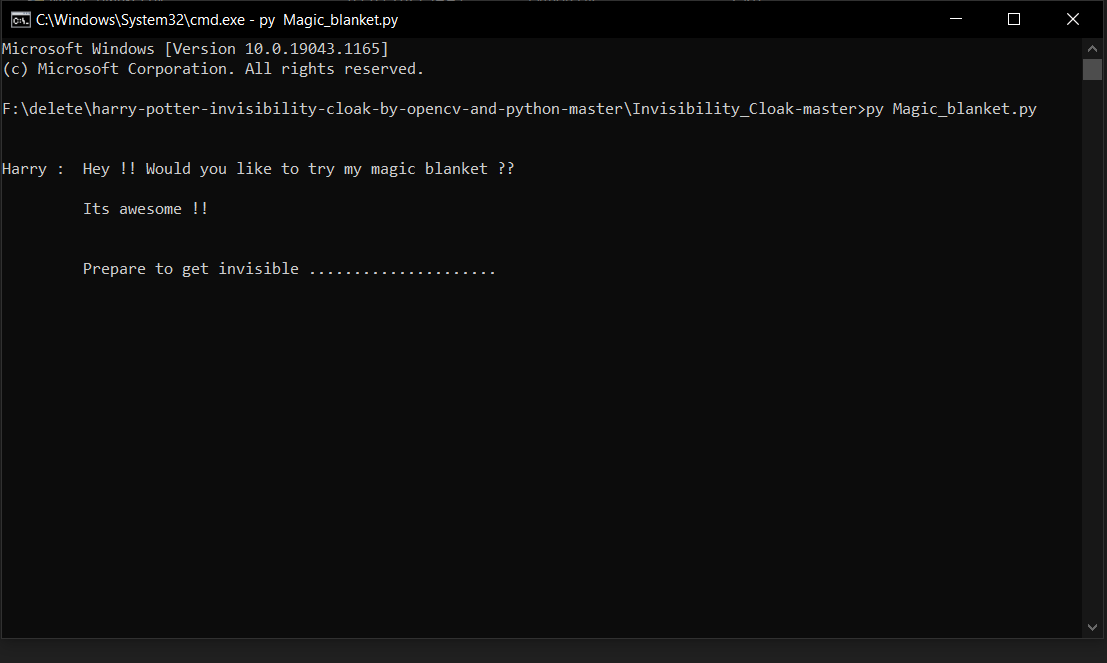 C:\Windows\System32\cmd.exe - py  Magic_blanket.py
Microsoft Windows [Version 10.0.19043.1165]
(c) Microsoft Corporation. All rights reserved.
F:\delete\harry-potter-invisibility-cloak-by-opencv-and-python-master\Invisibility_Cloak-master>py Magic_blanket.py
Harry :  Hey !! Would you like to try my magic blanket ??
Its awesome !!
Prepare to get invisible .....................